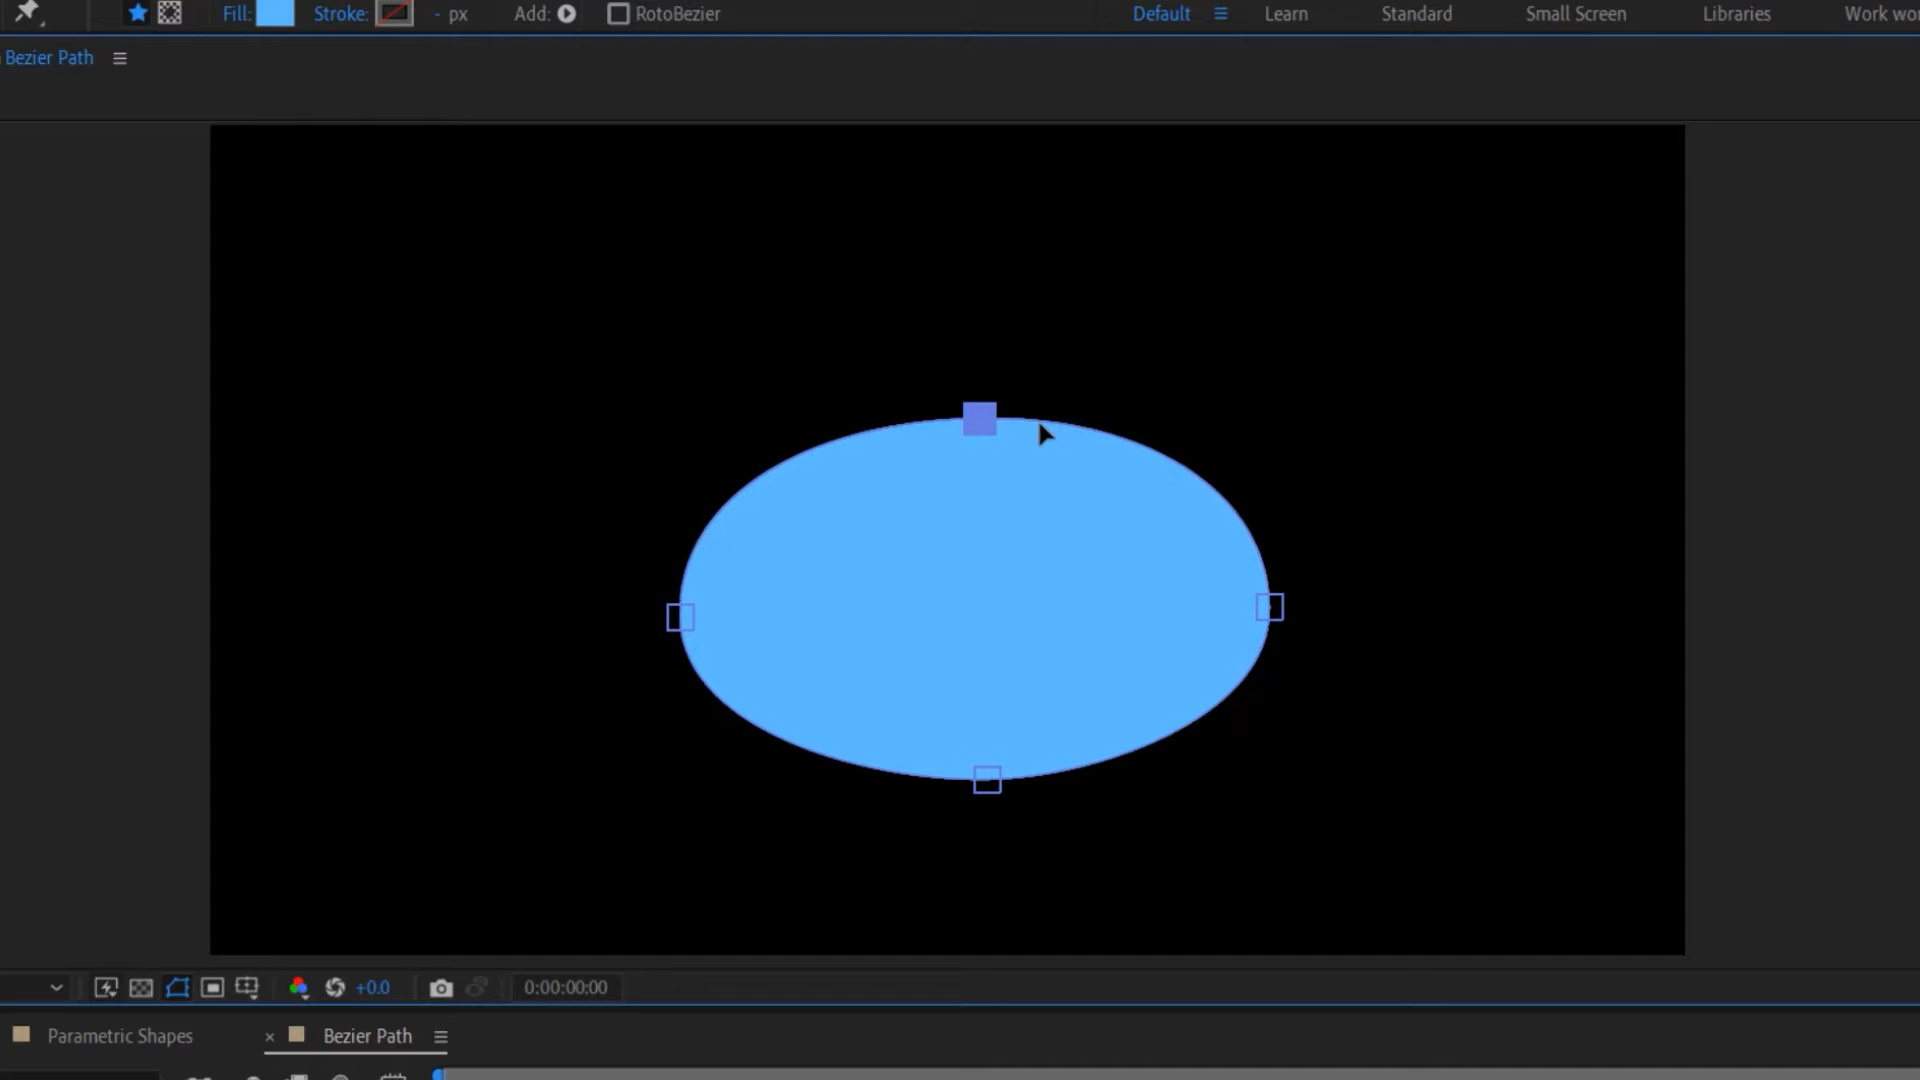 Fill: Stroke: - px Add: RotoBezier Default Learn Standard Small Screen Libraries Work
Bezier Path
+0.0 0:00:00:00
Parametric Shapes × Bezier Path